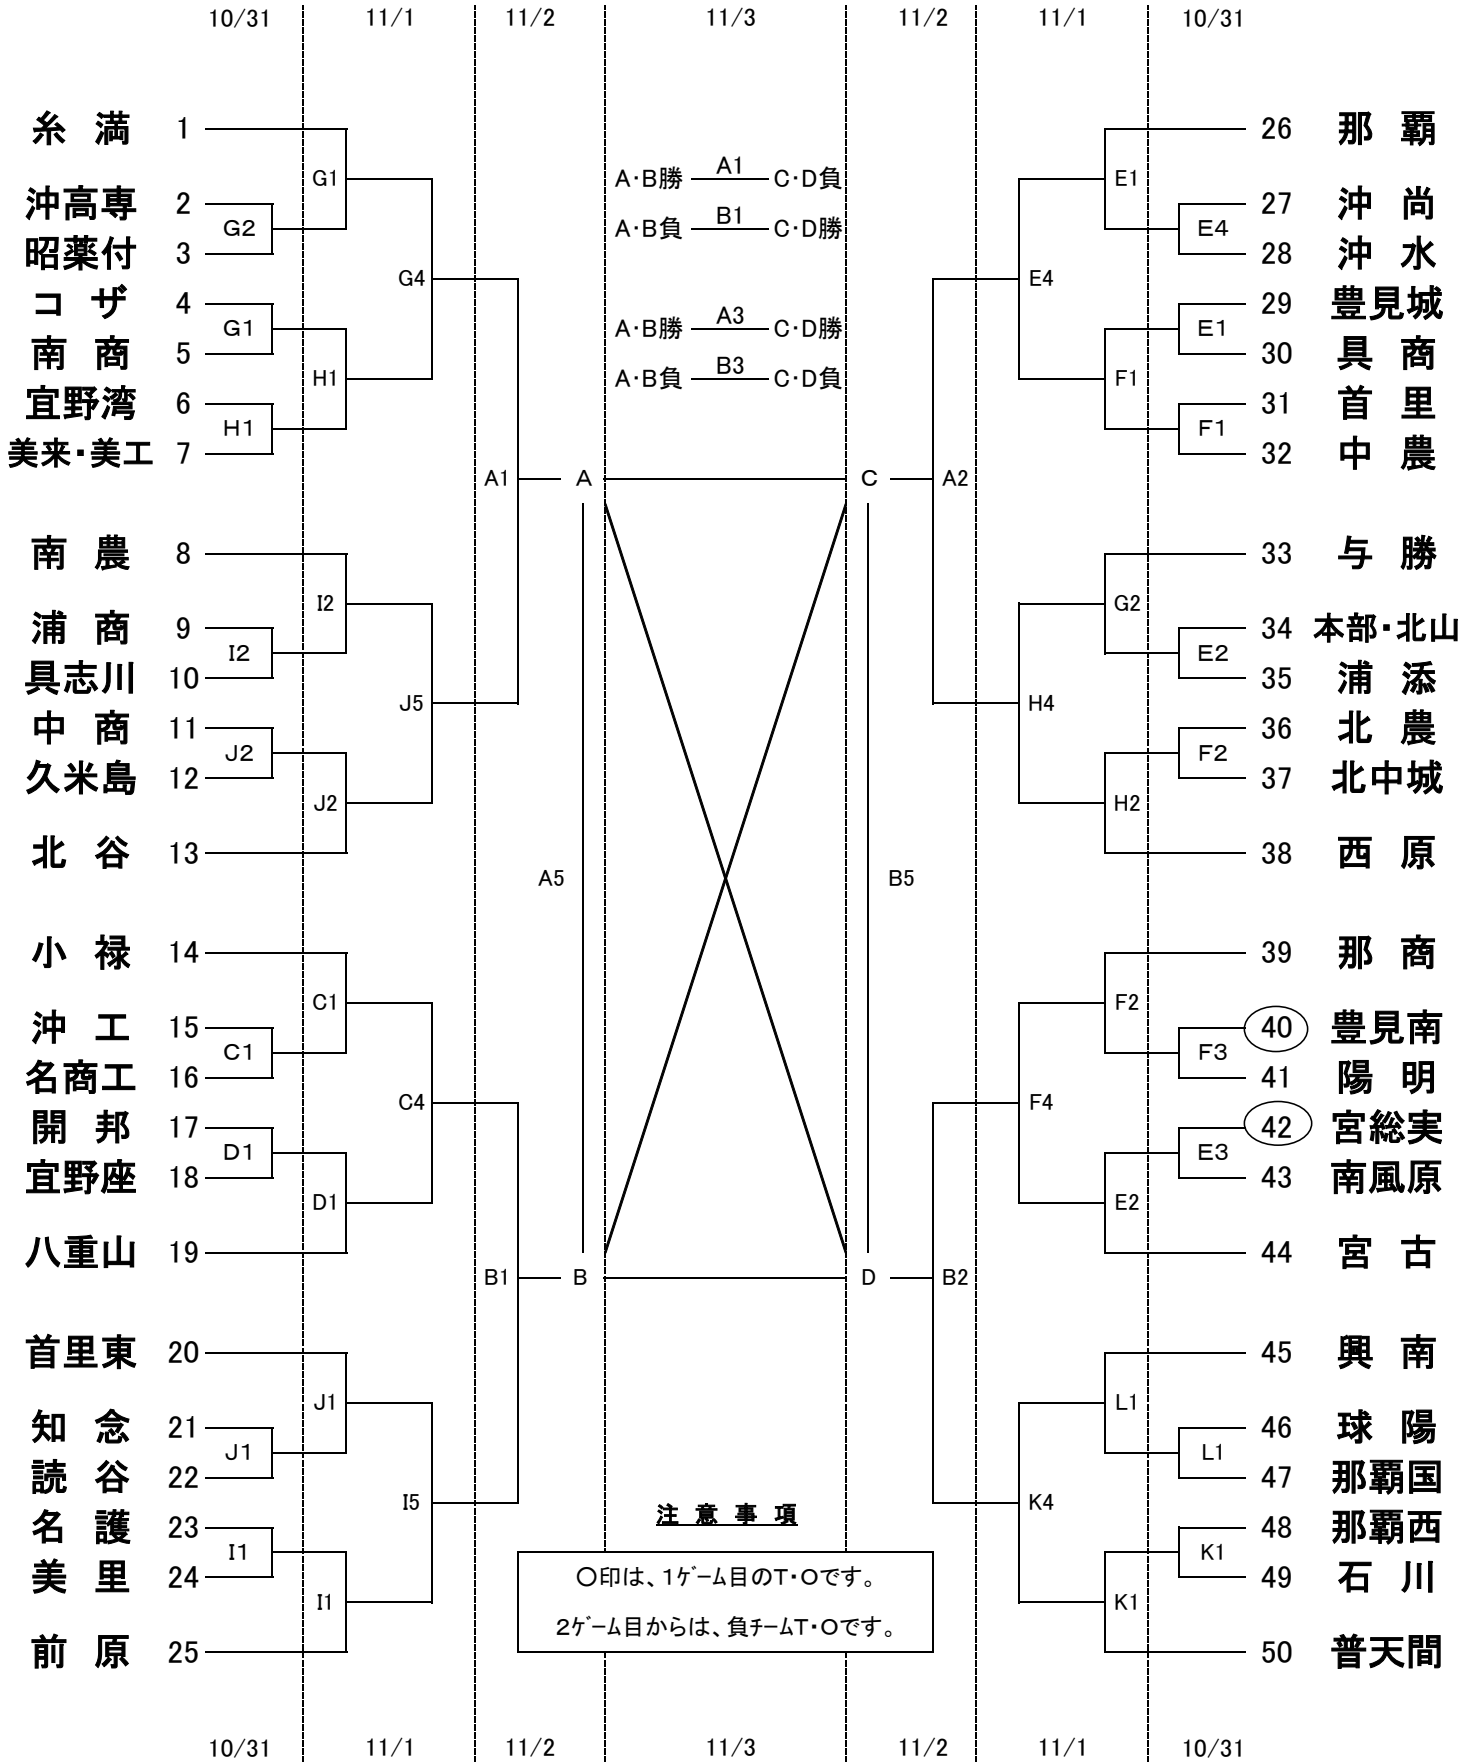 10/31 11/1 11/2 11/3 11/2 11/1 10/31
糸 満 1 26 那 覇
A1
G1 A・B勝 C・D負 E1
沖高専 2 27 沖 尚
B1
G2 A・B負 C・D勝 E4
昭薬付 3 28 沖 水
G4 E4
コ ザ 4 29 豊見城
A3
G1 A・B勝 C・D勝 E1
南 商 5 30 具 商
B3
H1 A・B負 C・D負 F1
宜野湾 6 31 首 里
H1 F1
美来・美工 7 32 中 農
A1 A C A2
南 農 8 33 与 勝
I2 G2
浦 商 9 34 本部・北山
I2 E2
具志川 10 35 浦 添
J5 H4
中 商 11 36 北 農
J2 F2
久米島 12 37 北中城
J2 H2
北 谷 13 38 西 原
A5 B5
小 禄 14 39 那 商
C1 F2
沖 工 15 40 豊見南
C1 F3
名商工 16 41 陽 明
C4 F4
開 邦 17 42 宮総実
D1 E3
宜野座 18 43 南風原
D1 E2
八重山 19 44 宮 古
B1 B D B2
首里東 20 45 興 南
J1 L1
知 念 21 46 球 陽
J1 L1
読 谷 22 47 那覇国
I5 K4
注 意 事 項
名 護 23 48 那覇西
I1 K1
美 里 24 49 石 川
○印は、1ゲーム目のT・Oです。
I1 K1
2ゲーム目からは、負チームT・Oです。
前 原 25 50 普天間
10/31 11/1 11/2 11/3 11/2 11/1 10/31